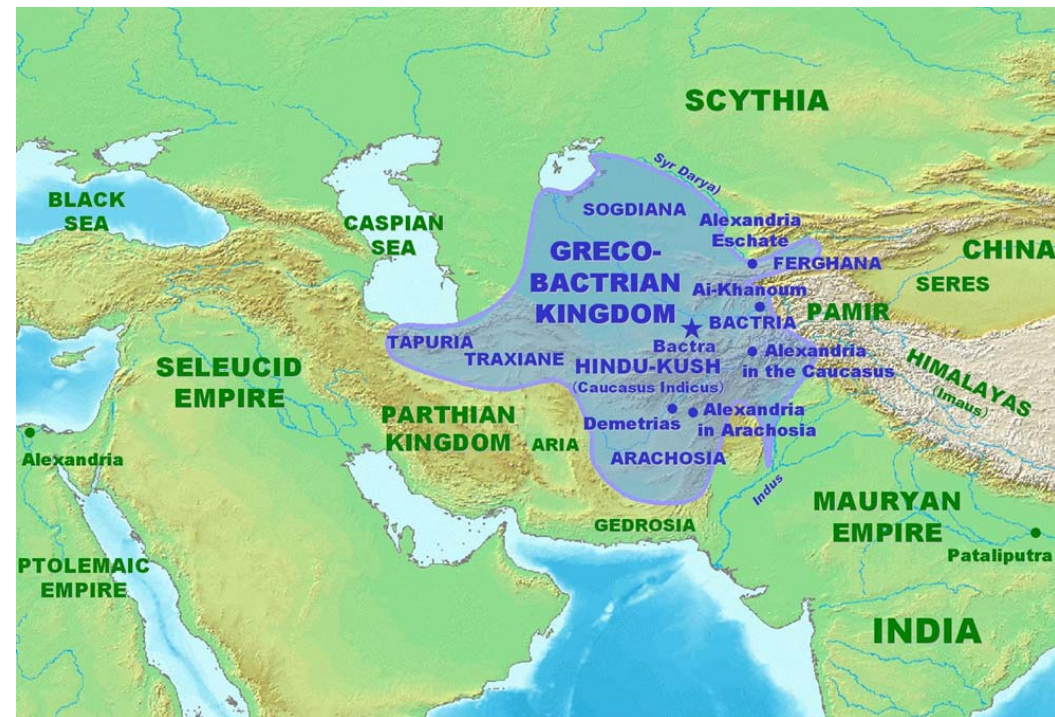 SCYTHIA
Syr Darya)
BLACK
SEA
CASPIAN
SEA
SOGDIANA
Alexandria
Eschate
GRECO-
BACTRIAN
KINGDOM
FERGHANA
CHINA
SERES
Ai-Khanoum
PAMIR
BACTRIA
Bactra
TAPURIA
TRAXIANE
HINDU-KUSH
(Caucasus Indicus)
Alexandria
in the Caucasus
HIMALAYAS
(Imaus)
SELEUCID
EMPIRE
PARTHIAN
KINGDOM
ARIA
Demetrias
Alexandria
in Arachosia
ARACHOSIA
Alexandria
Indus
GEDROSIA
MAURYAN
EMPIRE
Pataliputra
PTOLEMAIC
EMPIRE
INDIA